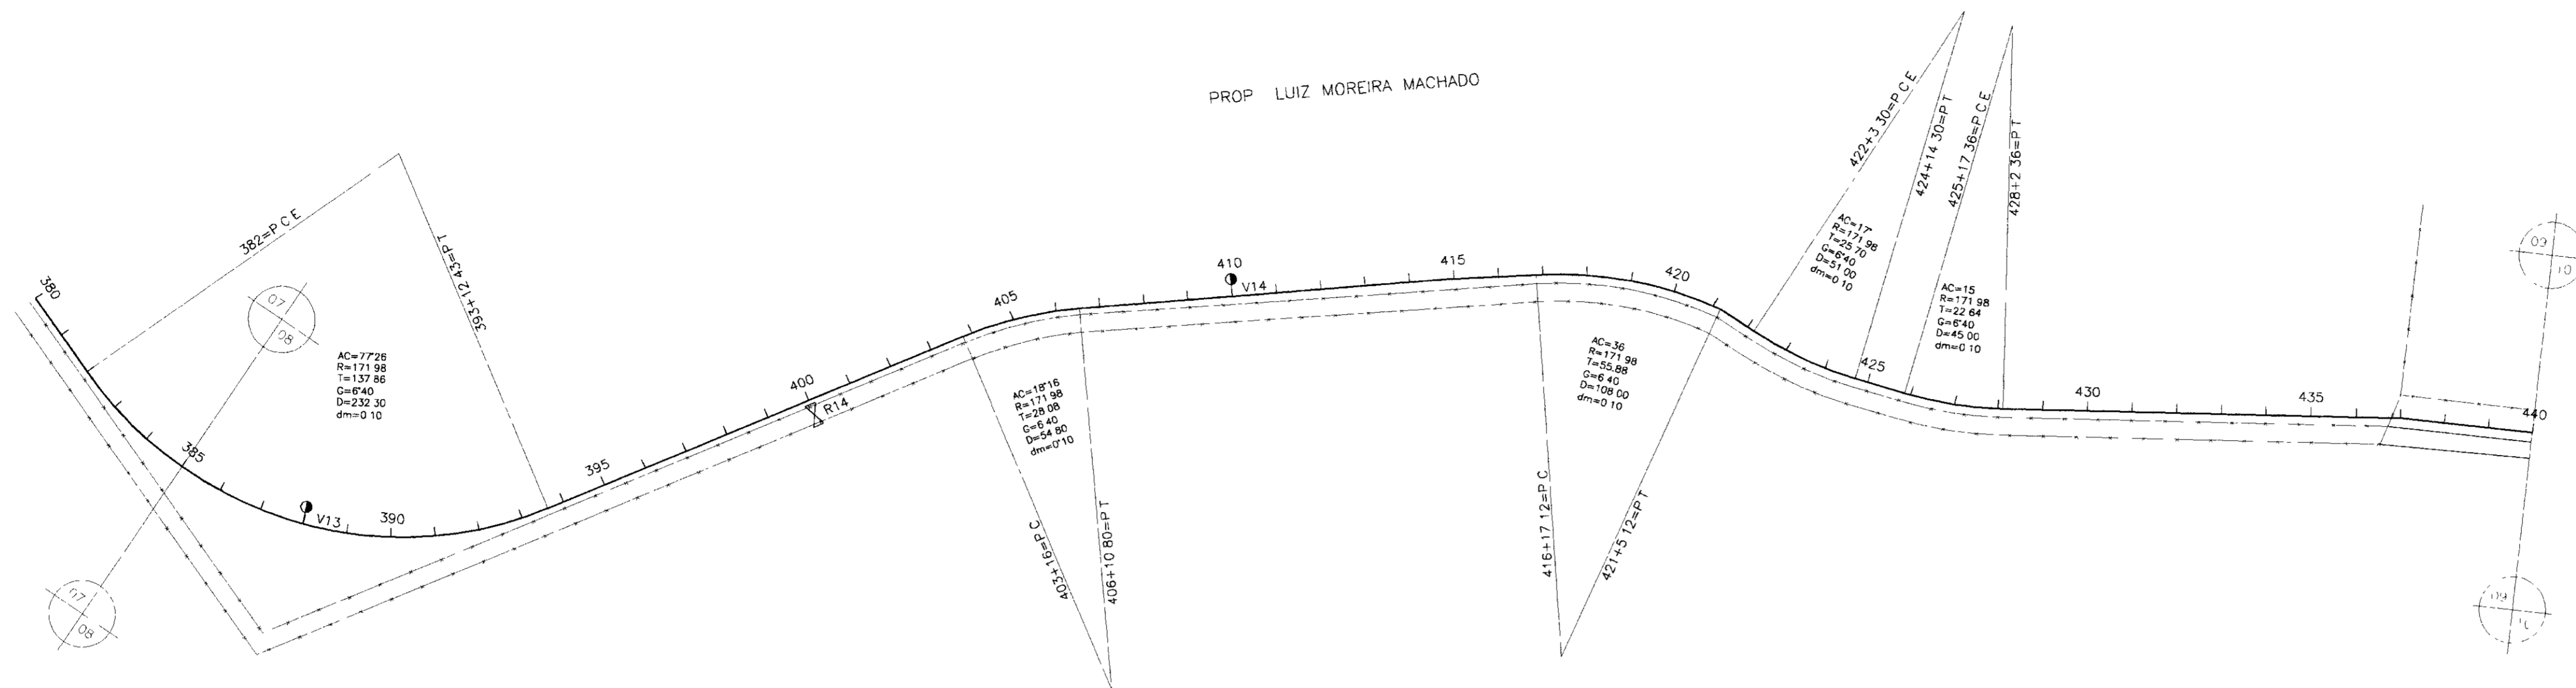 PROP LUIZ MOREIRA MACHADO
380
382=P C E
07
08
AC=77°26
R=171 98
T=137 86
G=6°40
D=232 30
dm=0 10
393+12 43=P T
385
V13
390
07
08
395
400
R14
405
AC=18°16
R=171 98
T=28 08
G=6 40
D=54 80
dm=0°10
403+16=P C
406+10 80=P T
410
V14
415
420
AC=36
R=171 98
T=55.88
G=6 40
D=108 00
dm=0 10
416+17 12=P C
421+5 12=P T
422+3 30=P C E
AC=17°
R=171 98
T=25 70
G=6°40
D=51 00
dm=0 10
424+14 30=P T
425+17 36=P C E
AC=15
R=171 98
T=22 64
G=6°40
D=45 00
dm=0 10
428+2 36=P T
425
430
435
440
09
09